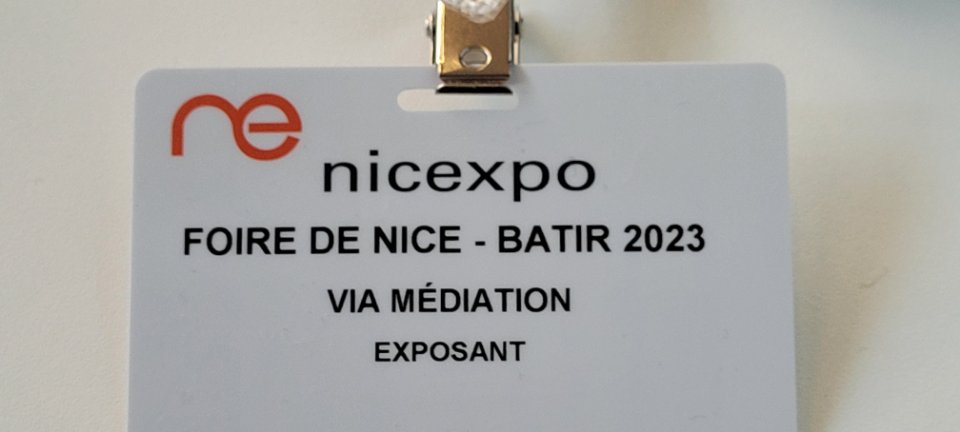 ne
nicexpo
FOIRE DE NICE - BATIR 2023
VIA MÉDIATION
EXPOSANT